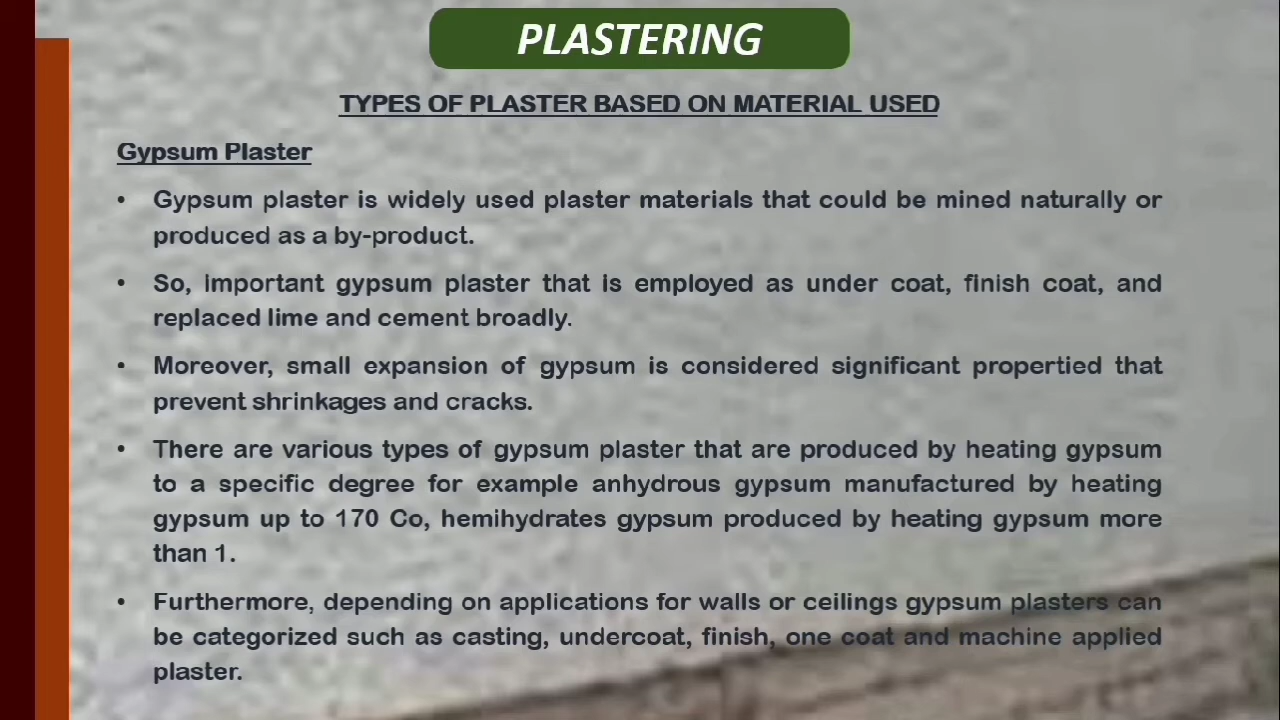 PLASTERING
TYPES OF PLASTER BASED ON MATERIAL USED
Gypsum Plaster
• Gypsum plaster is widely used plaster materials that could be mined naturally or
produced as a by-product.
• So, important gypsum plaster that is employed as under coat, finish coat, and
replaced lime and cement broadly.
• Moreover, small expansion of gypsum is considered significant propertied that
prevent shrinkages and cracks.
• There are various types of gypsum plaster that are produced by heating gypsum
to a specific degree for example anhydrous gypsum manufactured by heating
gypsum up to 170 Co, hemihydrates gypsum produced by heating gypsum more
than 1.
• Furthermore, depending on applications for walls or ceilings gypsum plasters can
be categorized such as casting, undercoat, finish, one coat and machine applied
plaster.